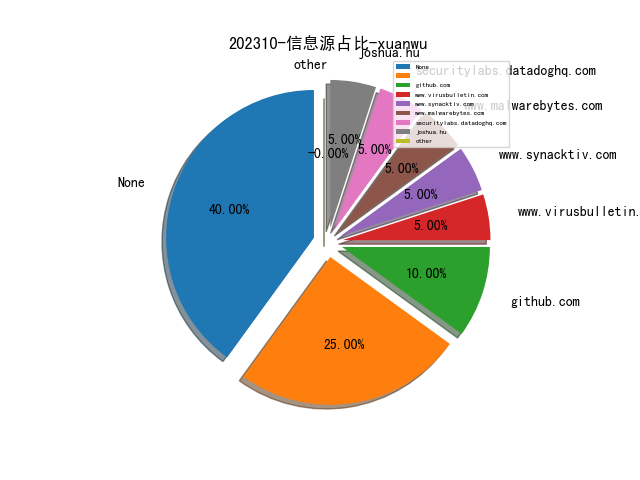 202310-信息源占比-xuanwu
joshua.hu
other
securitylabs.datadoghq.com
www.malwarebytes.com
www.synacktiv.com
www.virusbulletin.
github.com
None
5.00%
-0.00%
5.00%
5.00%
5.00%
5.00%
10.00%
40.00%
25.00%
None
github.com
www.virusbulletin.com
www.synacktiv.com
www.malwarebytes.com
securitylabs.datadoghq.com
joshua.hu
other